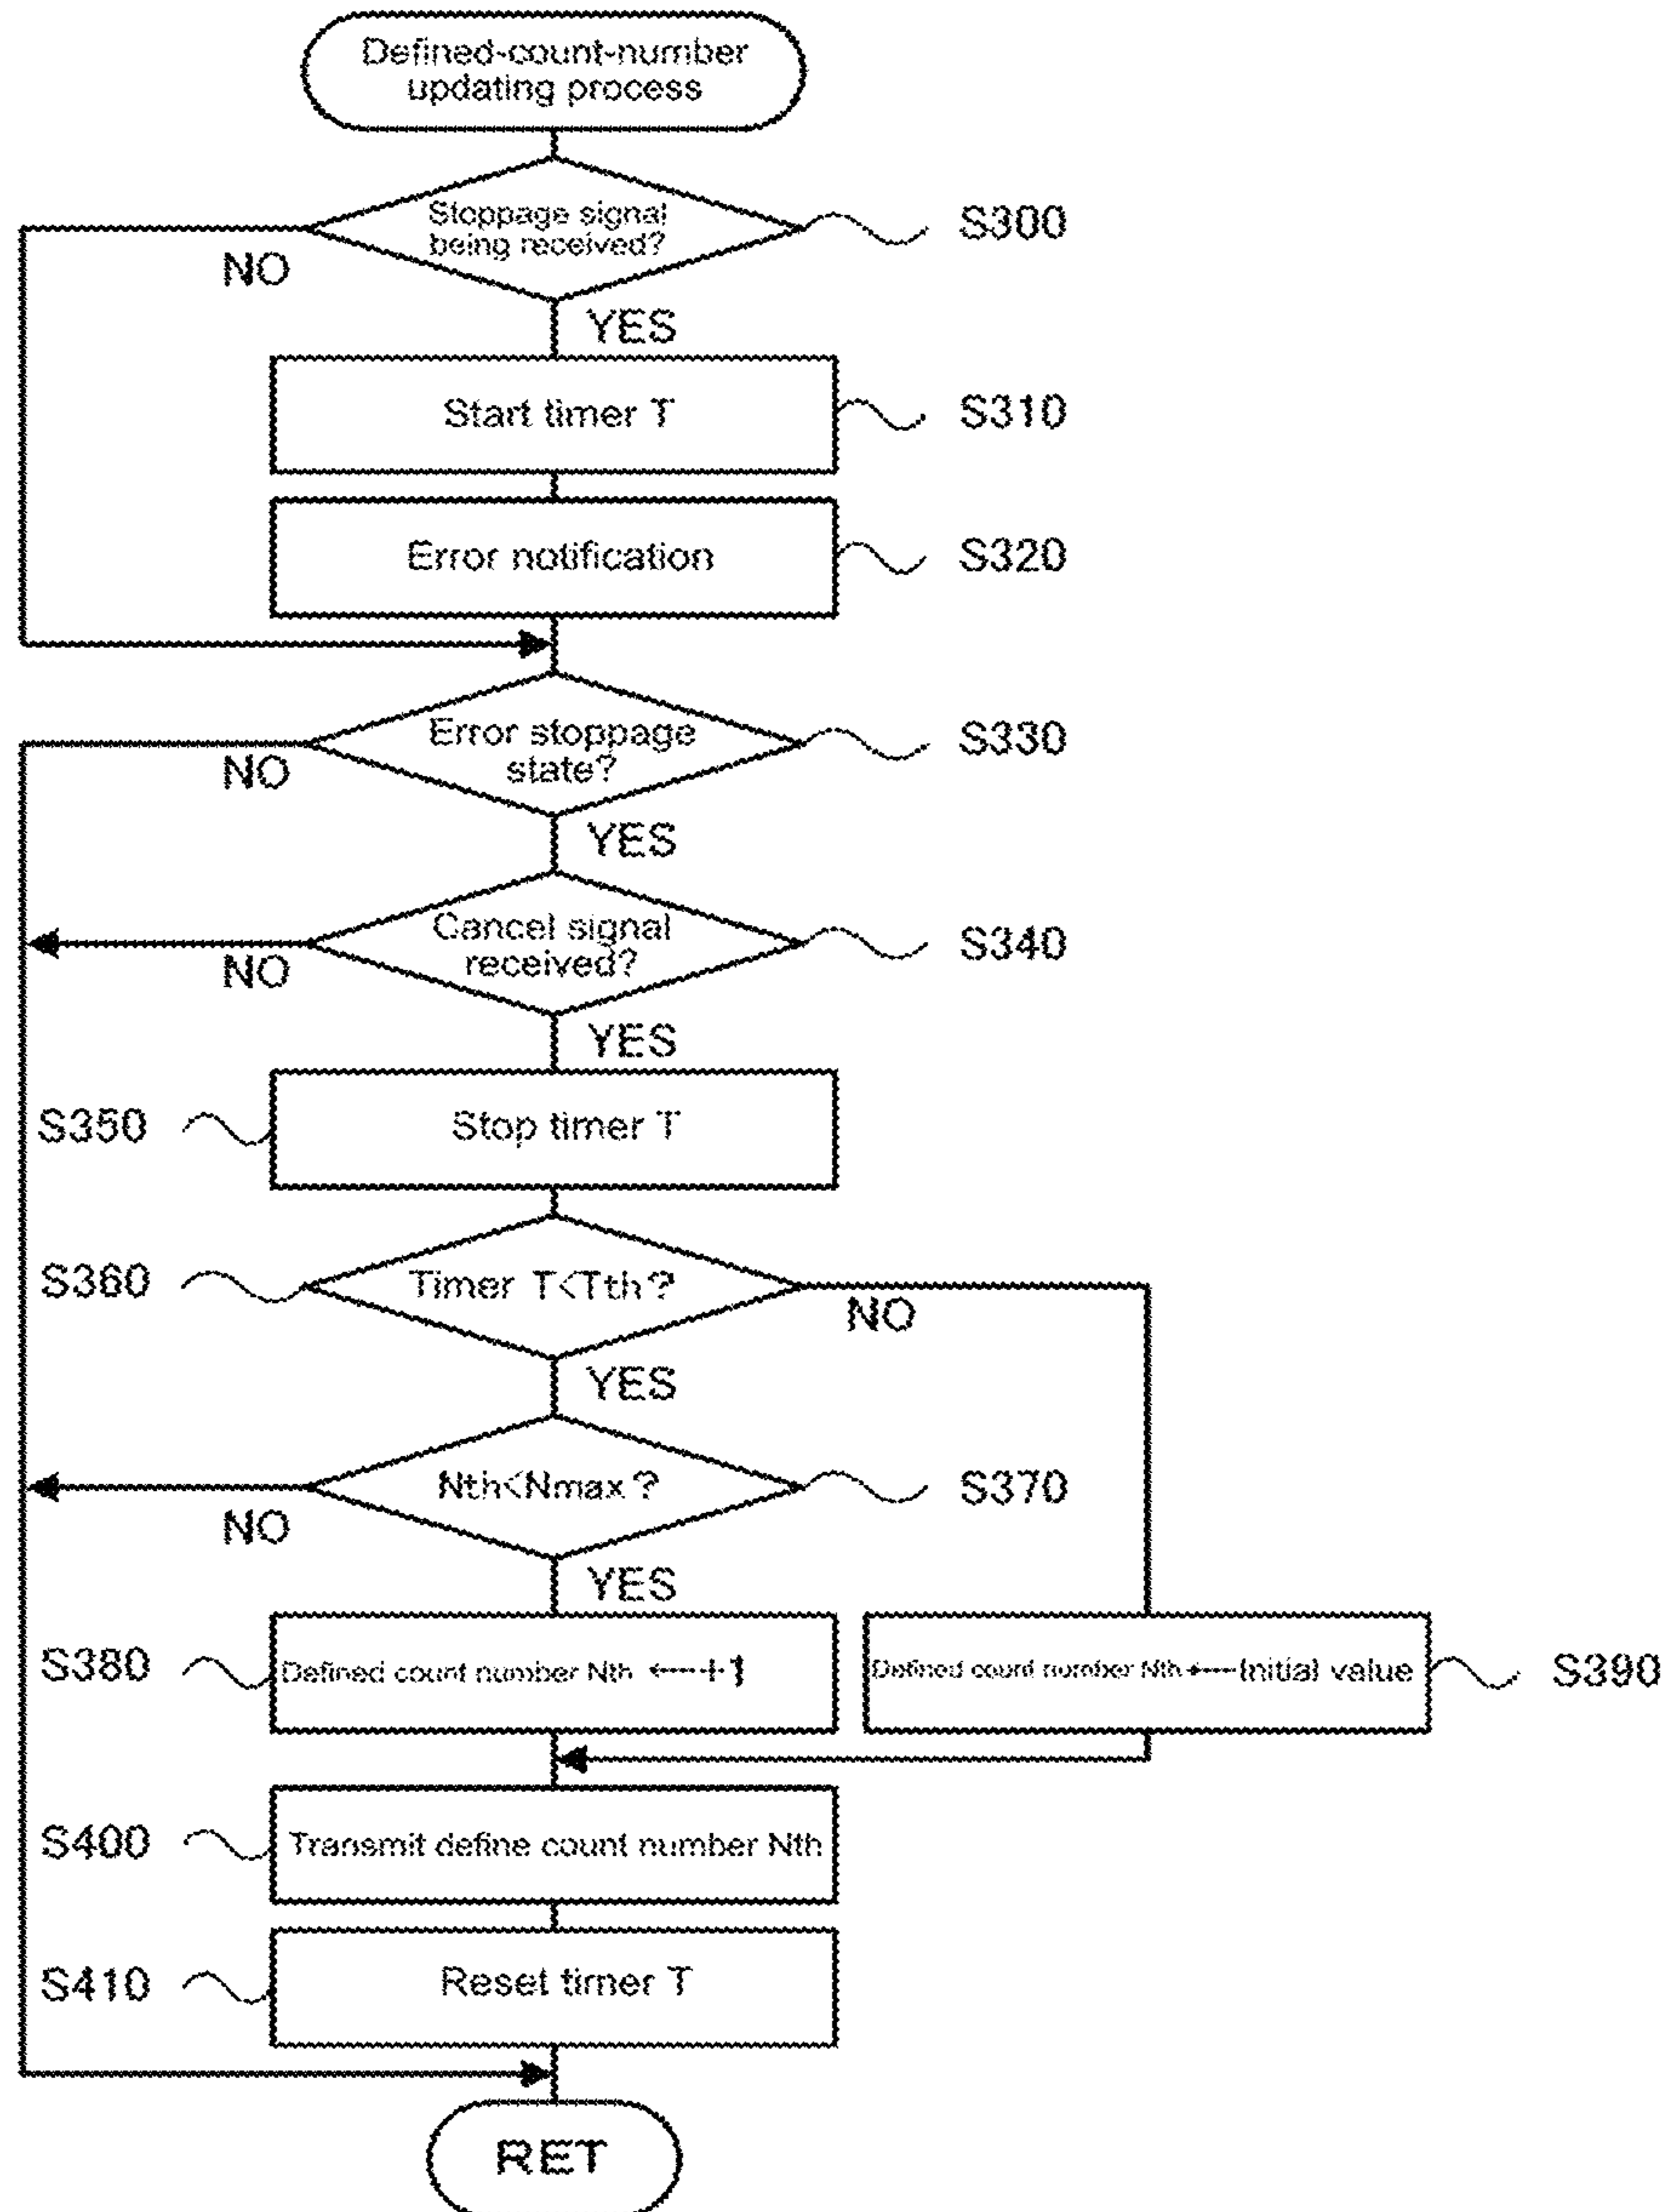 Defined-count-number
updating process
Stoppage signal
being received?
S300
NO
YES
Start timer T
S310
Error notification
S320
Error stoppage
state?
S330
NO
YES
Cancel signal
received?
S340
NO
YES
S350
Stop timer T
S360
Timer T<Tth?
NO
YES
Nth<Nmax?
S370
NO
YES
S380
Defined count number Nth ←+1
Defined count number Nth←Initial value
S390
S400
Transmit define count number Nth
S410
Reset timer T
RET